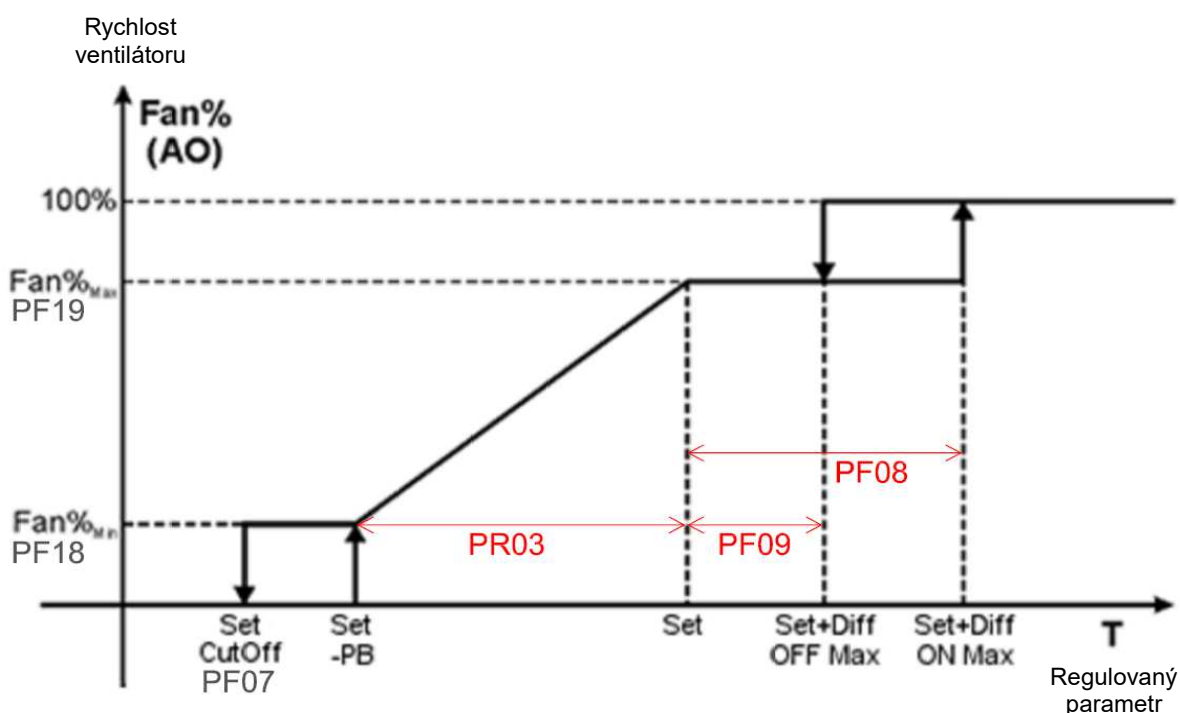 Rychlost
ventilátoru
Fan%
(AO)
100%
Fan%Max
PF19
PF08
Fan%Min
PF18
PR03
PF09
Set
CutOff
PF07
Set
-PB
Set
Set+Diff
OFF Max
Set+Diff
ON Max
T
Regulovaný
parametr